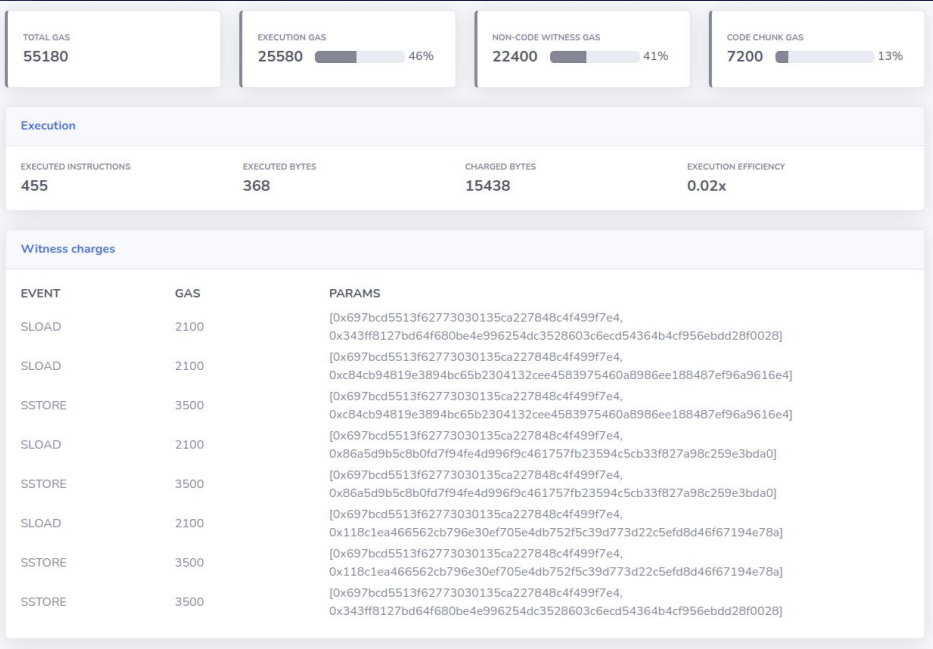 TOTAL GAS
55180
EXECUTION GAS
25580 46%
NON-CODE WITNESS GAS
22400 41%
CODE CHUNK GAS
7200 13%
Execution
EXECUTED INSTRUCTIONS
455
EXECUTED BYTES
368
CHARGED BYTES
15438
EXECUTION EFFICIENCY
0.02x
Witness charges
EVENT GAS PARAMS
SLOAD 2100 [0x697bcd5513f62773030135ca227848c4f499f7e4,
0x343ff8127bd64f680be4e996254dc3528603c6ecd54364b4cf956ebdd28f0028]
SLOAD 2100 [0x697bcd5513f62773030135ca227848c4f499f7e4,
0xc84cb94819e3894bc65b2304132cee4583975460a8986ee188487ef96a9616e4]
SSTORE 3500 [0x697bcd5513f62773030135ca227848c4f499f7e4,
0xc84cb94819e3894bc65b2304132cee4583975460a8986ee188487ef96a9616e4]
SLOAD 2100 [0x697bcd5513f62773030135ca227848c4f499f7e4,
0x86a5d9b5c8b0fd7f94fe4d996f9c461757fb23594c5cb33f827a98c259e3bda0]
SSTORE 3500 [0x697bcd5513f62773030135ca227848c4f499f7e4,
0x86a5d9b5c8b0fd7f94fe4d996f9c461757fb23594c5cb33f827a98c259e3bda0]
SLOAD 2100 [0x697bcd5513f62773030135ca227848c4f499f7e4,
0x118c1ea466562cb796e30ef705e4db752f5c39d773d22c5efd8d46f67194e78a]
SSTORE 3500 [0x697bcd5513f62773030135ca227848c4f499f7e4,
0x118c1ea466562cb796e30ef705e4db752f5c39d773d22c5efd8d46f67194e78a]
SSTORE 3500 [0x697bcd5513f62773030135ca227848c4f499f7e4,
0x343ff8127bd64f680be4e996254dc3528603c6ecd54364b4cf956ebdd28f0028]